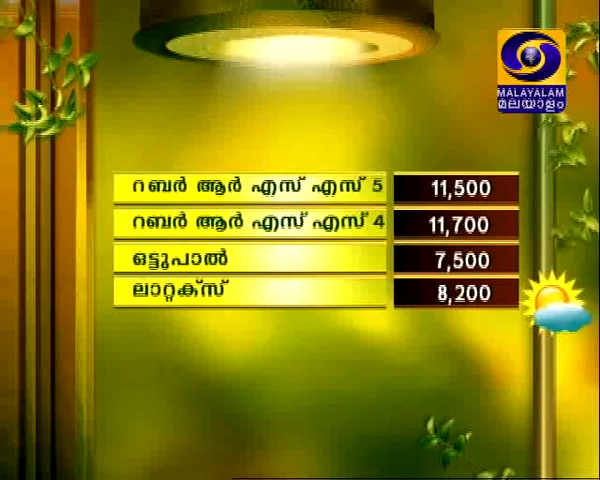 MALAYALAM
മലയാളം
റബർ ആർ എസ് എസ് 5 11,500
റബർ ആർ എസ് എസ് 4 11,700
ഒട്ടുപാൽ 7,500
ലാറ്റക്സ് 8,200